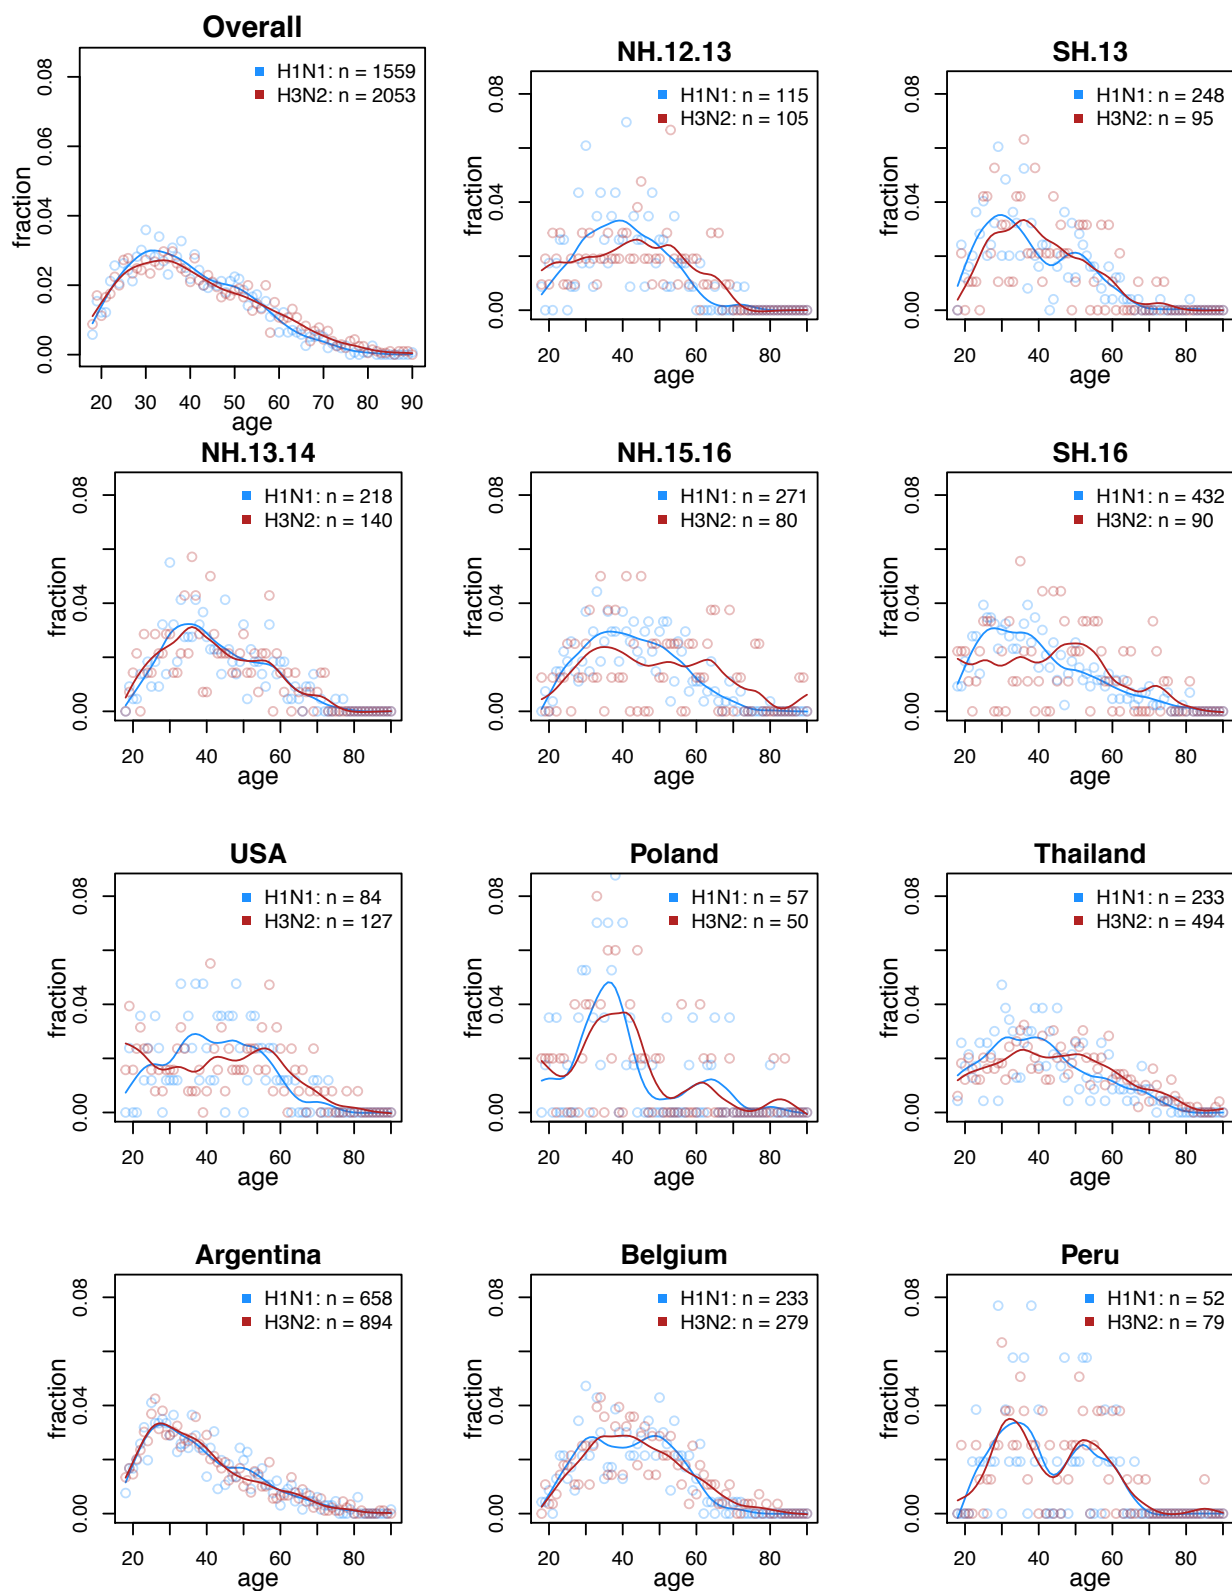 Overall
H1N1: n = 1559
H3N2: n = 2053
fraction
0.00 0.02 0.04 0.06 0.08
20 30 40 50 60 70 80 90
age
NH.12.13
H1N1: n = 115
H3N2: n = 105
fraction
0.00 0.04 0.08
20 40 60 80
age
SH.13
H1N1: n = 248
H3N2: n = 95
fraction
0.00 0.04 0.08
20 40 60 80
age
NH.13.14
H1N1: n = 218
H3N2: n = 140
fraction
0.00 0.04 0.08
20 40 60 80
age
NH.15.16
H1N1: n = 271
H3N2: n = 80
fraction
0.00 0.04 0.08
20 40 60 80
age
SH.16
H1N1: n = 432
H3N2: n = 90
fraction
0.00 0.04 0.08
20 40 60 80
age
USA
H1N1: n = 84
H3N2: n = 127
fraction
0.00 0.04 0.08
20 40 60 80
age
Poland
H1N1: n = 57
H3N2: n = 50
fraction
0.00 0.04 0.08
20 40 60 80
age
Thailand
H1N1: n = 233
H3N2: n = 494
fraction
0.00 0.04 0.08
20 40 60 80
age
Argentina
H1N1: n = 658
H3N2: n = 894
fraction
0.00 0.04 0.08
20 40 60 80
age
Belgium
H1N1: n = 233
H3N2: n = 279
fraction
0.00 0.04 0.08
20 40 60 80
age
Peru
H1N1: n = 52
H3N2: n = 79
fraction
0.00 0.04 0.08
20 40 60 80
age